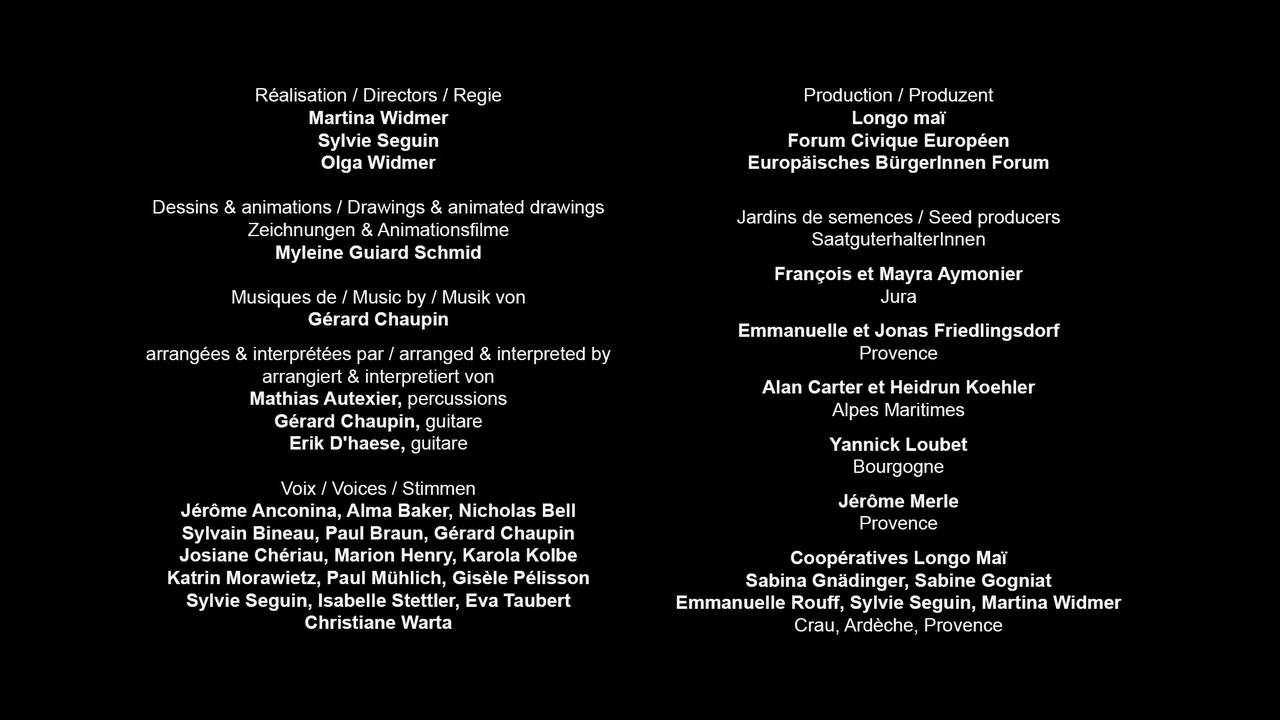 Réalisation / Directors / Regie
Martina Widmer
Sylvie Seguin
Olga Widmer
Dessins & animations / Drawings & animated drawings
Zeichnungen & Animationsfilme
Myleine Guiard Schmid
Musiques de / Music by / Musik von
Gérard Chaupin
arrangées & interprétées par / arranged & interpreted by
arrangiert & interpretiert von
Mathias Autexier, percussions
Gérard Chaupin, guitare
Erik D'haese, guitare
Voix / Voices / Stimmen
Jérôme Anconina, Alma Baker, Nicholas Bell
Sylvain Bineau, Paul Braun, Gérard Chaupin
Josiane Chériau, Marion Henry, Karola Kolbe
Katrin Morawietz, Paul Mühlich, Gisèle Pélisson
Sylvie Seguin, Isabelle Stettler, Eva Taubert
Christiane Warta
Production / Produzent
Longo maï
Forum Civique Européen
Europäisches BürgerInnen Forum
Jardins de semences / Seed producers
SaatguterhalterInnen
François et Mayra Aymonier
Jura
Emmanuelle et Jonas Friedlingsdorf
Provence
Alan Carter et Heidrun Koehler
Alpes Maritimes
Yannick Loubet
Bourgogne
Jérôme Merle
Provence
Coopératives Longo Maï
Sabina Gnädinger, Sabine Gogniat
Emmanuelle Rouff, Sylvie Seguin, Martina Widmer
Crau, Ardèche, Provence